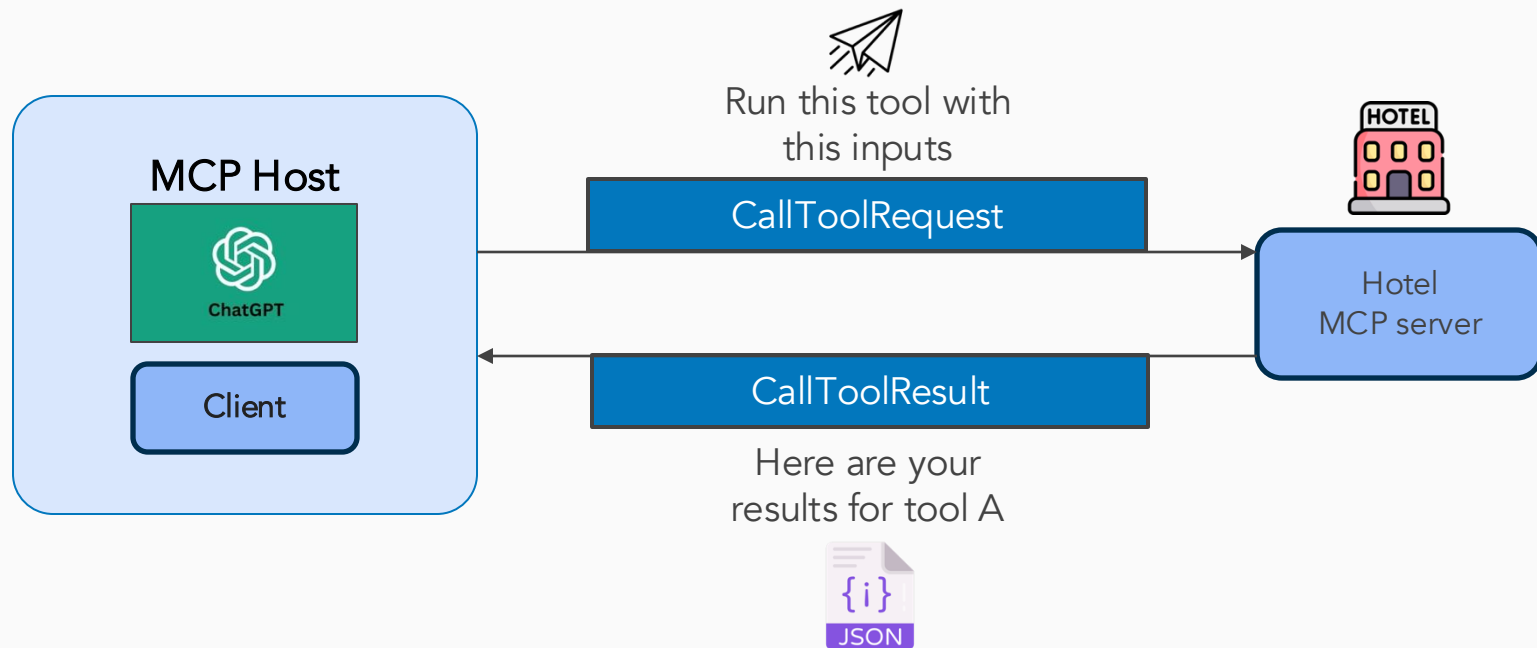 Run this tool with
this inputs
HOTEL
MCP Host
CallToolRequest
ChatGPT
Hotel
MCP server
Client
CallToolResult
Here are your
results for tool A
{i}
JSON